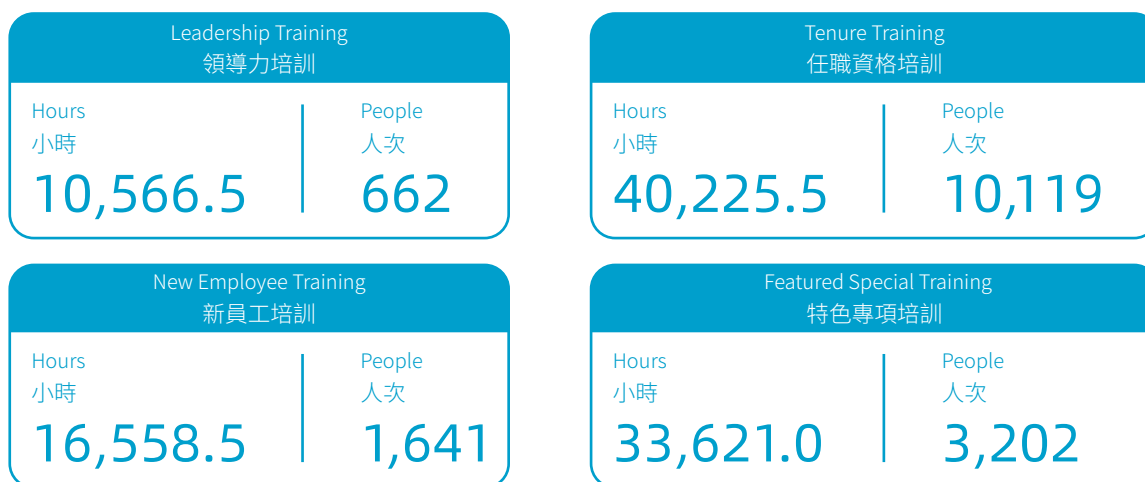 Leadership Training
領導力培訓
Hours
小時
10,566.5
People
人次
662
Tenure Training
任職資格培訓
Hours
小時
40,225.5
People
人次
10,119
New Employee Training
新員工培訓
Hours
小時
16,558.5
People
人次
1,641
Featured Special Training
特色專項培訓
Hours
小時
33,621.0
People
人次
3,202